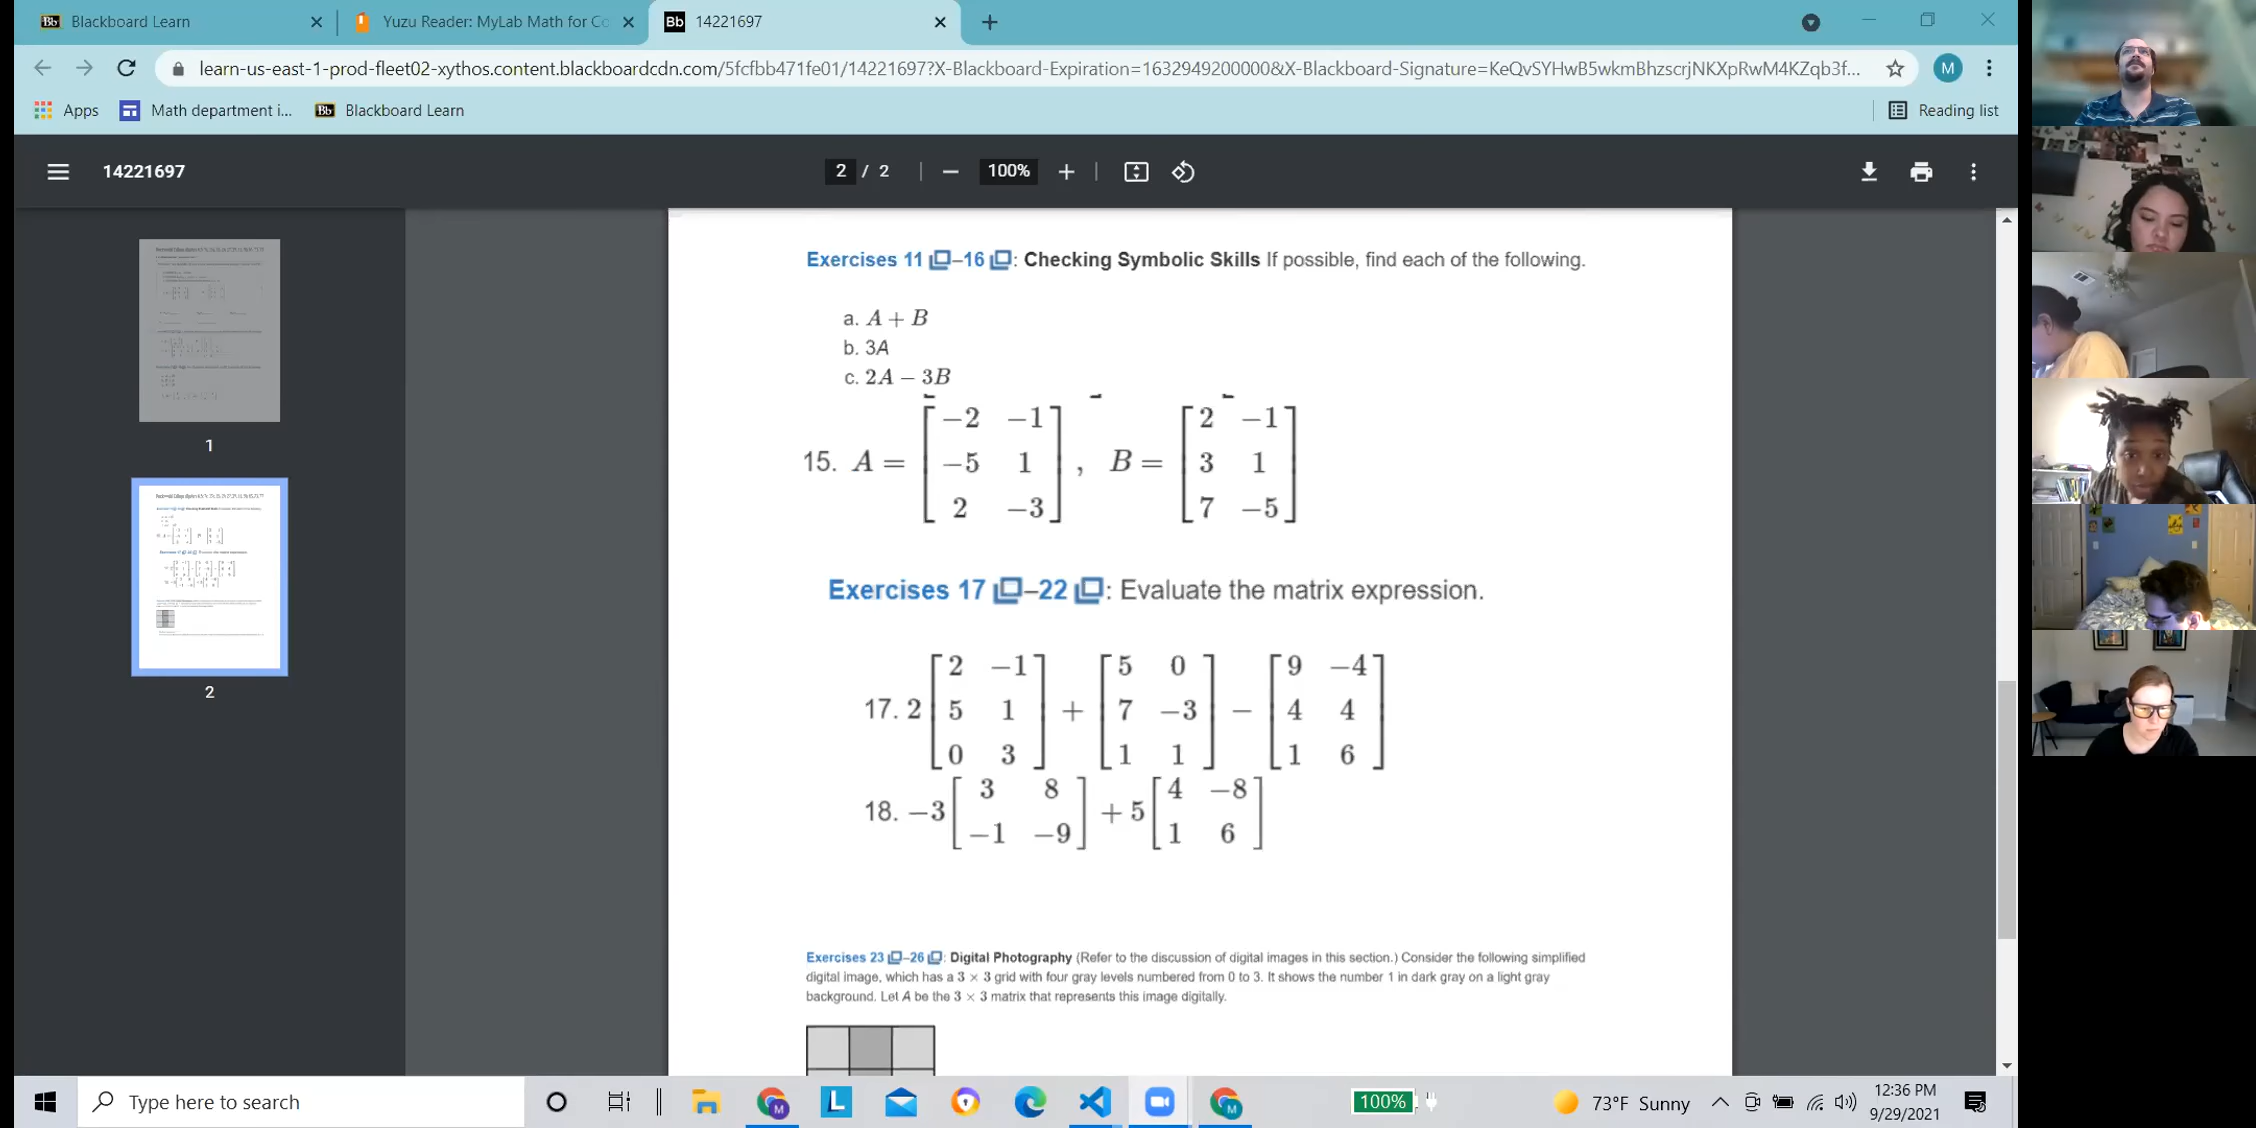 Blackboard Learn
Yuzu Reader: MyLab Math for Co
14221697
learn-us-east-1-prod-fleet02-xythos.content.blackboardcdn.com/5fcfbb471fe01/14221697?X-Blackboard-Expiration=1632949200000&X-Blackboard-Signature=KeQvSYHwB5wkmBhzscrjNKXpRwM4KZqb3f...
M
Apps
Math department i...
Blackboard Learn
Reading list
14221697
2 / 2
100%
1
2
Exercises 11 –16 : Checking Symbolic Skills If possible, find each of the following.
a. A + B
b. 3A
c. 2A − 3B
−2 −1 2 −1
15. A = −5 1 , B = 3 1
2 −3 7 −5
Exercises 17 –22 : Evaluate the matrix expression.
2 −1 5 0 9 −4
17. 2 5 1 + 7 −3 − 4 4
0 3 1 1 1 6
3 8 4 −8
18. −3 + 5
−1 −9 1 6
Exercises 23 –26 : Digital Photography (Refer to the discussion of digital images in this section.) Consider the following simplified
digital image, which has a 3 × 3 grid with four gray levels numbered from 0 to 3. It shows the number 1 in dark gray on a light gray
background. Let A be the 3 × 3 matrix that represents this image digitally.
Type here to search
100%
73°F Sunny
12:36 PM
9/29/2021